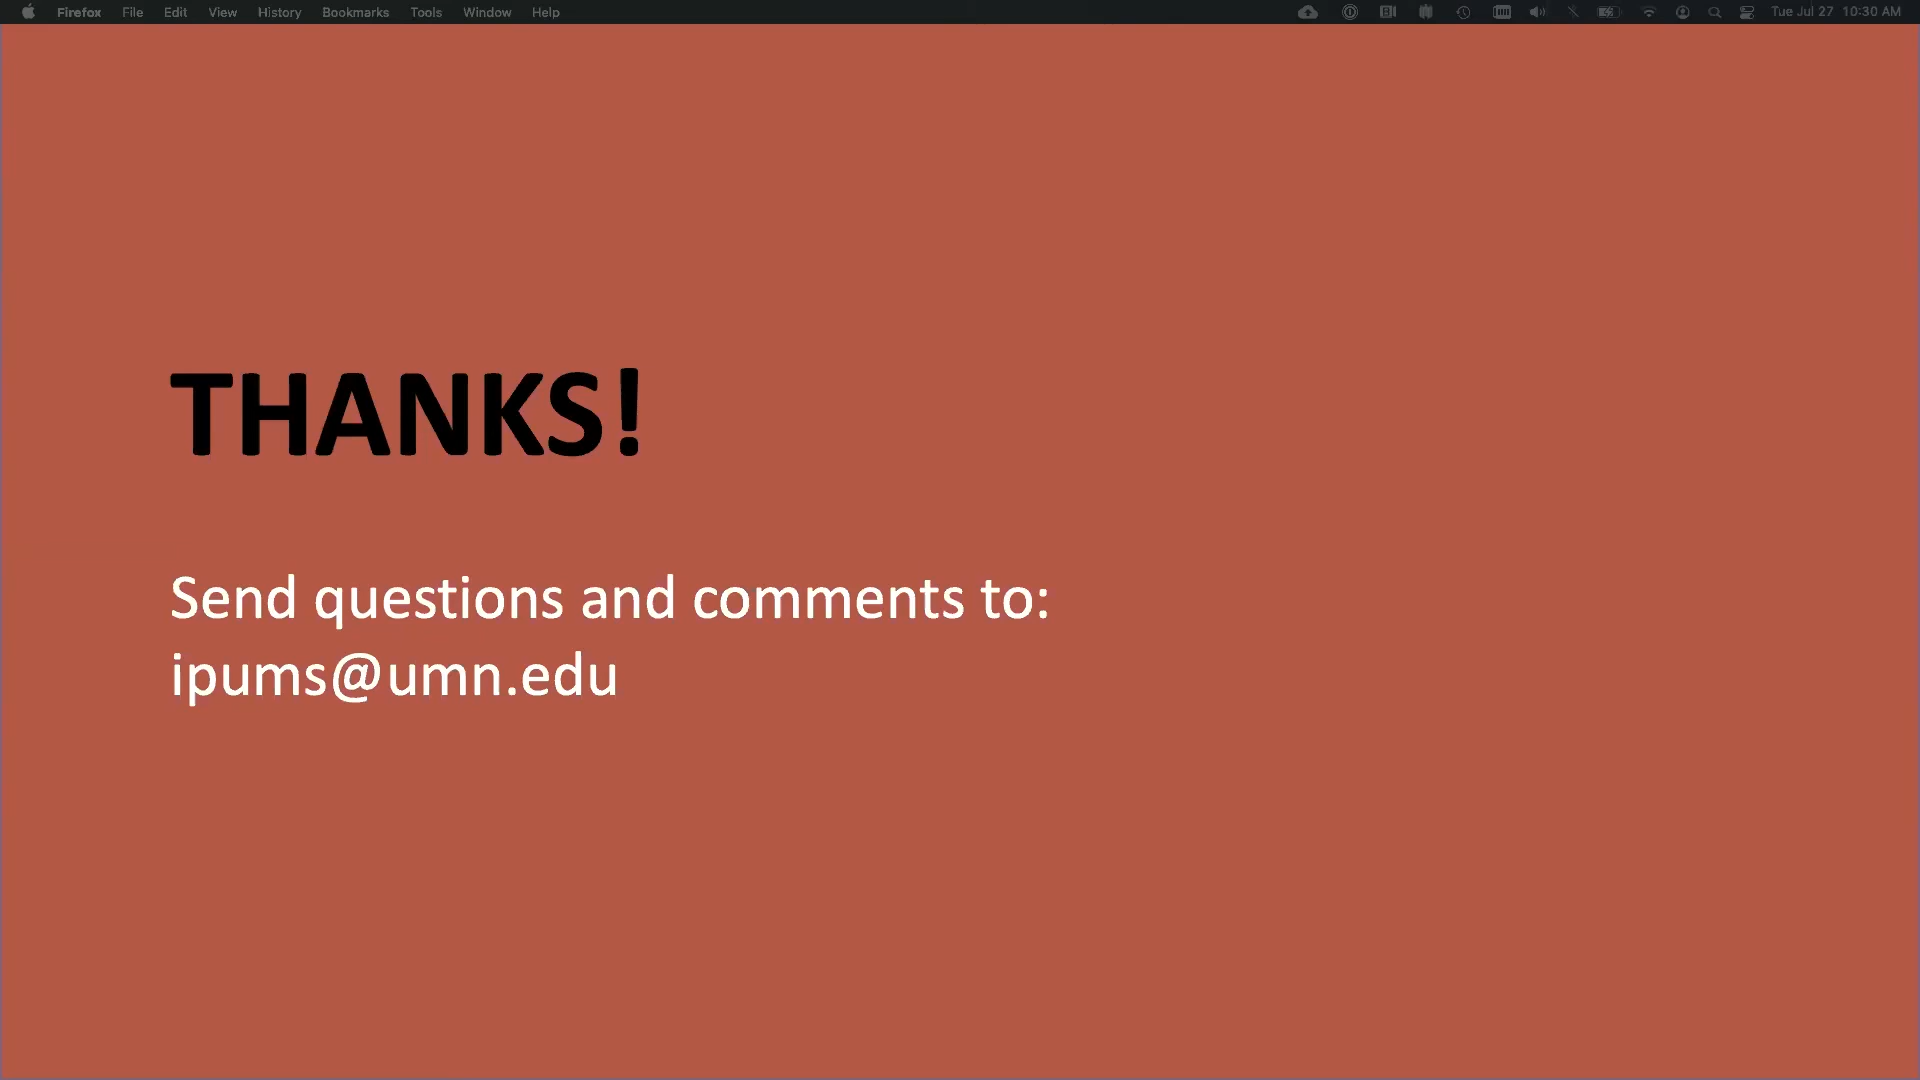 Firefox File Edit View History Bookmarks Tools Window Help Tue Jul 27 10:30 AM
THANKS!
Send questions and comments to:
ipums@umn.edu